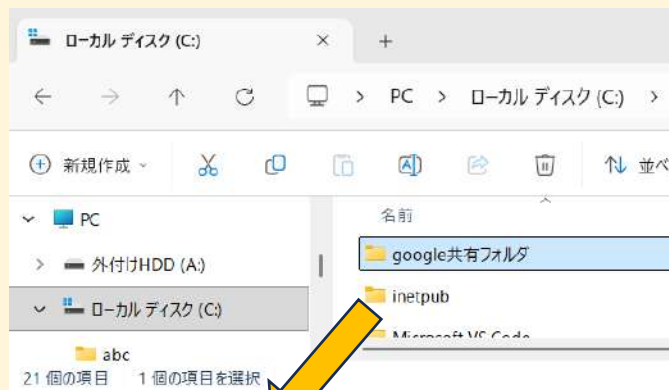 ローカル ディスク (C:)
PC > ローカル ディスク (C:) >
新規作成
並べ
PC
名前
外付けHDD (A:)
google共有フォルダ
ローカル ディスク (C:)
inetpub
Microsoft VS Code
abc
21 個の項目 1 個の項目を選択